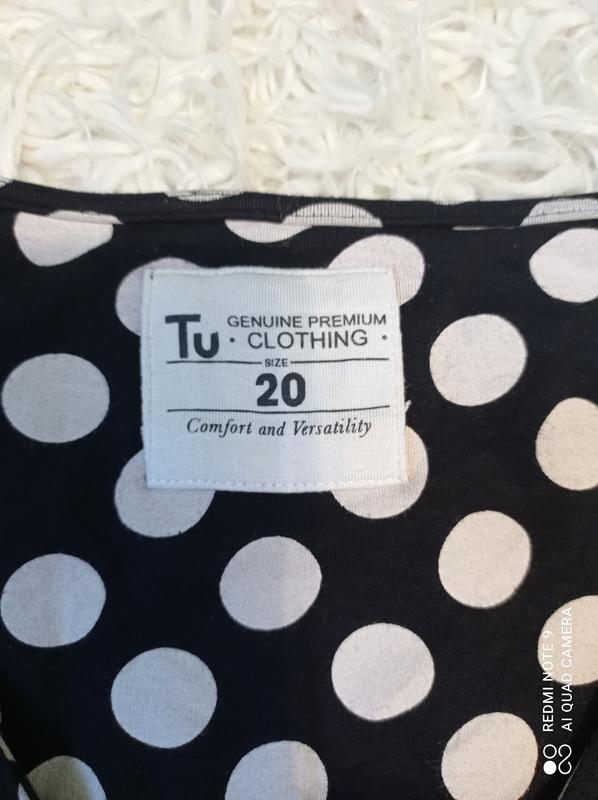 Tu GENUINE PREMIUM
· CLOTHING ·
SIZE
20
Comfort and Versatility
REDMI NOTE 9
AI QUAD CAMERA